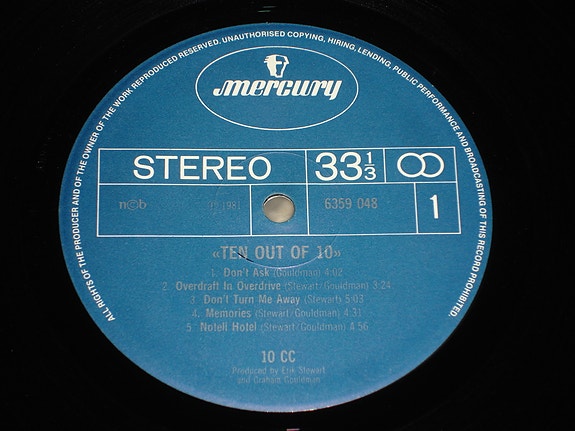 ALL RIGHTS OF THE PRODUCER AND OF THE OWNER OF THE WORK REPRODUCED RESERVED. UNAUTHORISED COPYING, HIRING, LENDING, PUBLIC PERFORMANCE AND BROADCASTING OF THIS RECORD PROHIBITED.
mercury
STEREO 33 1/3
n©b ℗ 1981 6359 048 1
«TEN OUT OF 10»
1. Don't Ask (Gouldman) 4:02
2. Overdraft In Overdrive (Stewart/Gouldman) 3:24
3. Don't Turn Me Away (Stewart) 5:03
4. Memories (Stewart/Gouldman) 4:31
5. Notell Hotel (Stewart/Gouldman) 4:56
10 CC
Produced by Erik Stewart
and Graham Gouldman